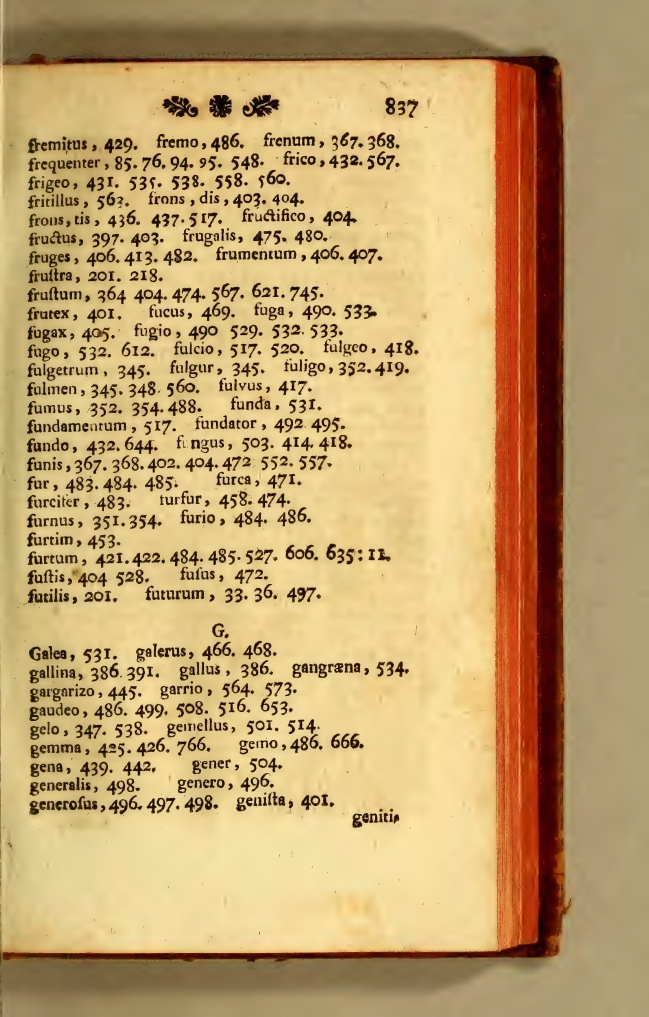 837
fremitus, 429. fremo, 486. frenum, 367. 368.
frequenter, 85. 76. 94. 95. 548. frico, 432. 567.
frigeo, 431. 535. 538. 558. 560.
fritillus, 563. frons, dis, 403. 404.
frons, tis, 436. 437. 517. fructifico, 404.
fructus, 397. 403. frugalis, 475. 480.
fruges, 406. 413. 482. frumentum, 406. 407.
fruſtra, 201. 218.
fruſtum, 364 404. 474. 567. 621. 745.
frutex, 401. fucus, 469. fuga, 490. 533.
fugax, 405. fugio, 490 529. 532. 533.
fugo, 532. 612. fulcio, 517. 520. fulgeo, 418.
fulgetrum, 345. fulgur, 345. fuligo, 352. 419.
fulmen, 345. 348. 560. fulvus, 417.
fumus, 352. 354. 488. funda, 531.
fundamentum, 517. fundator, 492 495.
fundo, 432. 644. fungus, 503. 414. 418.
funis, 367. 368. 402. 404. 472 552. 557.
fur, 483. 484. 485. furca, 471.
furciter, 483. turfur, 458. 474.
furnus, 351. 354. furio, 484. 486.
furtim, 453.
furtum, 421. 422. 484. 485. 527. 606. 635: 11.
fuſtis, 404 528. fuſus, 472.
futilis, 201. futurum, 33. 36. 497.
G.
Galea, 531. galerus, 466. 468.
gallina, 386. 391. gallus, 386. gangræna, 534.
gargarizo, 445. garrio, 564. 573.
gaudeo, 486. 499. 508. 516. 653.
gelo, 347. 538. gemellus, 501. 514.
gemma, 425. 426. 766. gemo, 486. 666.
gena, 439. 442. gener, 504.
generalis, 498. genero, 496.
generoſus, 496. 497. 498. geniſta, 401.
geniti-